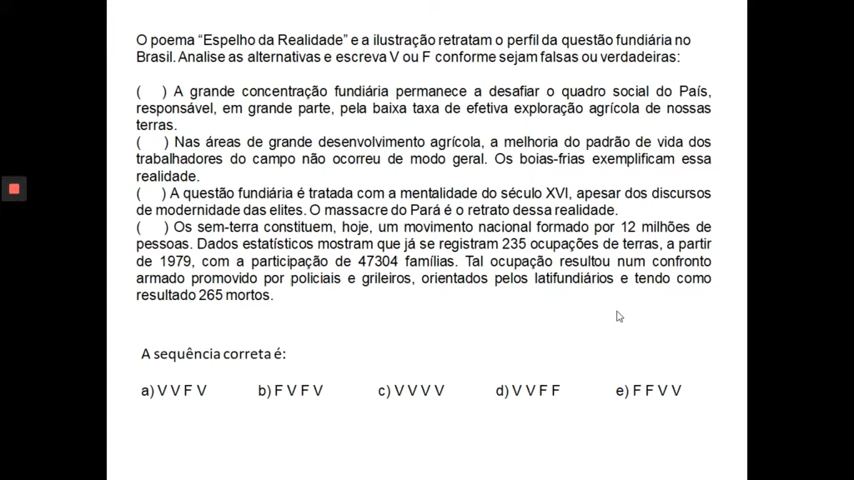 O poema “Espelho da Realidade” e a ilustração retratam o perfil da questão fundiária no
Brasil. Analise as alternativas e escreva V ou F conforme sejam falsas ou verdadeiras:
( ) A grande concentração fundiária permanece a desafiar o quadro social do País,
responsável, em grande parte, pela baixa taxa de efetiva exploração agrícola de nossas
terras.
( ) Nas áreas de grande desenvolvimento agrícola, a melhoria do padrão de vida dos
trabalhadores do campo não ocorreu de modo geral. Os boias-frias exemplificam essa
realidade.
( ) A questão fundiária é tratada com a mentalidade do século XVI, apesar dos discursos
de modernidade das elites. O massacre do Pará é o retrato dessa realidade.
( ) Os sem-terra constituem, hoje, um movimento nacional formado por 12 milhões de
pessoas. Dados estatísticos mostram que já se registram 235 ocupações de terras, a partir
de 1979, com a participação de 47304 famílias. Tal ocupação resultou num confronto
armado promovido por policiais e grileiros, orientados pelos latifundiários e tendo como
resultado 265 mortos.
A sequência correta é:
a) V V F V b) F V F V c) V V V V d) V V F F e) F F V V